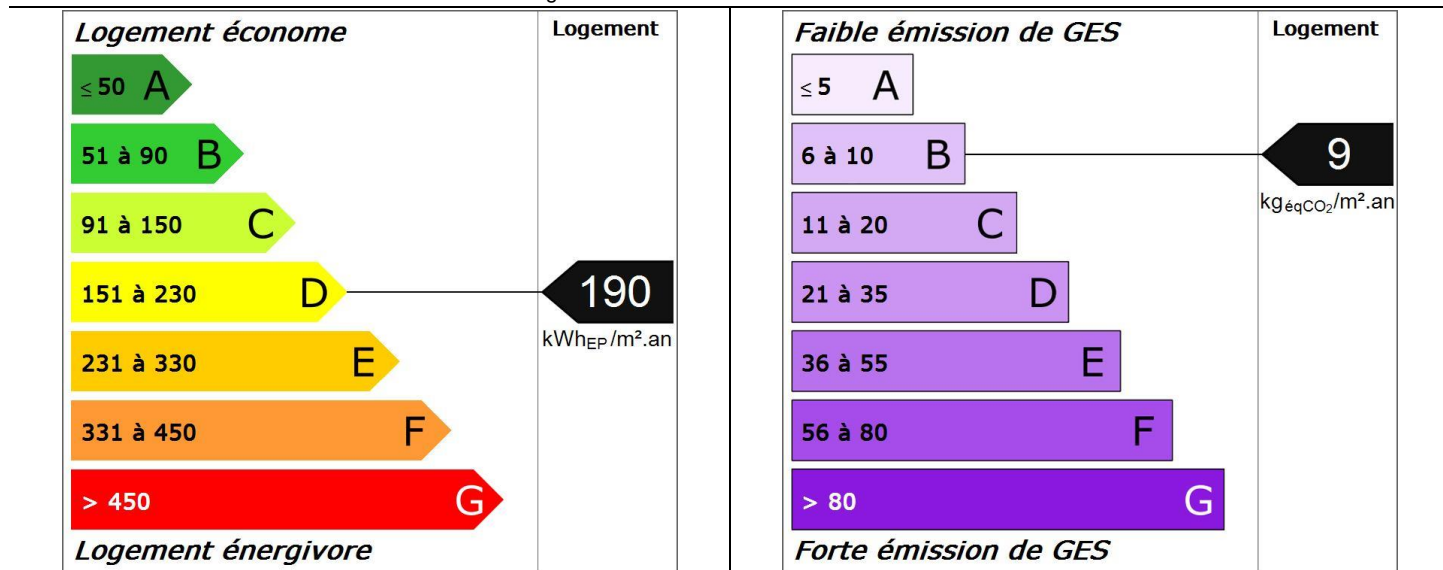 Logement économe
Logement
≤ 50 A
51 à 90 B
91 à 150 C
151 à 230 D
190
kWhEP/m².an
231 à 330 E
331 à 450 F
> 450 G
Logement énergivore
Faible émission de GES
Logement
≤ 5 A
6 à 10 B
9
kgéqCO₂/m².an
11 à 20 C
21 à 35 D
36 à 55 E
56 à 80 F
> 80 G
Forte émission de GES